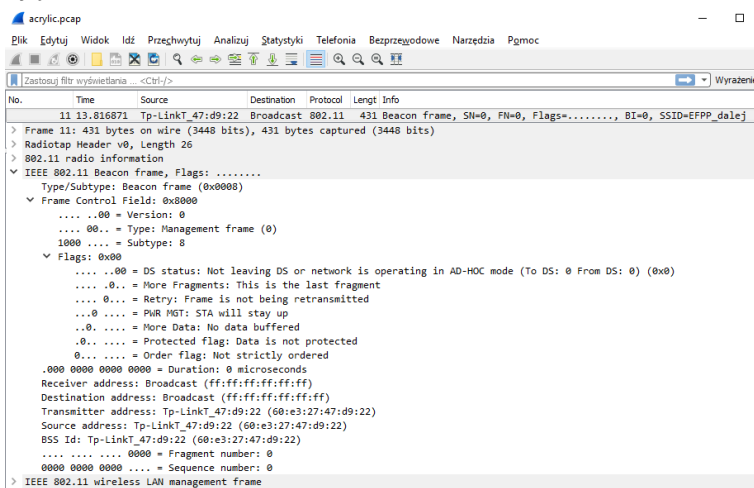 acrylic.pcap
Plik Edytuj Widok Idź Przechwytuj Analizuj Statystyki Telefonia Bezprzewodowe Narzędzia Pomoc
Zastosuj filtr wyświetlania ... <Ctrl-/> Wyrażenie
No. Time Source Destination Protocol Lengt Info
11 13.816871 Tp-LinkT_47:d9:22 Broadcast 802.11 431 Beacon frame, SN=0, FN=0, Flags=........, BI=0, SSID=EFPP_dalej
> Frame 11: 431 bytes on wire (3448 bits), 431 bytes captured (3448 bits)
> Radiotap Header v0, Length 26
> 802.11 radio information
IEEE 802.11 Beacon frame, Flags: ........
Type/Subtype: Beacon frame (0x0008)
Frame Control Field: 0x8000
.... ..00 = Version: 0
.... 00.. = Type: Management frame (0)
1000 .... = Subtype: 8
Flags: 0x00
.... ..00 = DS status: Not leaving DS or network is operating in AD-HOC mode (To DS: 0 From DS: 0) (0x0)
.... .0.. = More Fragments: This is the last fragment
.... 0... = Retry: Frame is not being retransmitted
...0 .... = PWR MGT: STA will stay up
..0. .... = More Data: No data buffered
.0.. .... = Protected flag: Data is not protected
0... .... = Order flag: Not strictly ordered
.000 0000 0000 0000 = Duration: 0 microseconds
Receiver address: Broadcast (ff:ff:ff:ff:ff:ff)
Destination address: Broadcast (ff:ff:ff:ff:ff:ff)
Transmitter address: Tp-LinkT_47:d9:22 (60:e3:27:47:d9:22)
Source address: Tp-LinkT_47:d9:22 (60:e3:27:47:d9:22)
BSS Id: Tp-LinkT_47:d9:22 (60:e3:27:47:d9:22)
.... .... .... 0000 = Fragment number: 0
0000 0000 0000 .... = Sequence number: 0
> IEEE 802.11 wireless LAN management frame